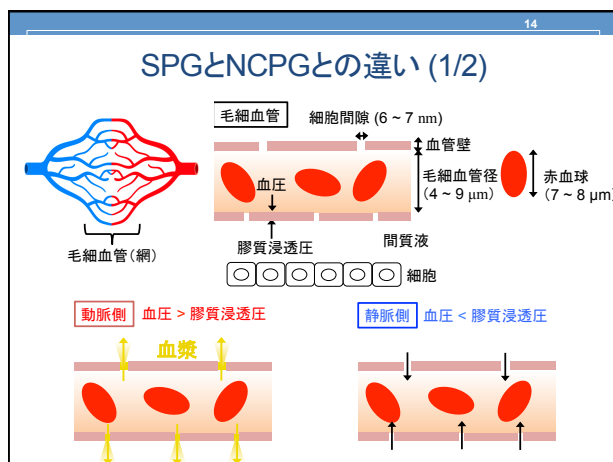 14
SPGとNCPGとの違い (1/2)
毛細血管
細胞間隙 (6 ~ 7 nm)
血管壁
毛細血管径
(4 ~ 9 μm)
赤血球
(7 ~ 8 μm)
血圧
膠質浸透圧
間質液
毛細血管(網)
細胞
動脈側
血圧 > 膠質浸透圧
静脈側
血圧 < 膠質浸透圧
血漿